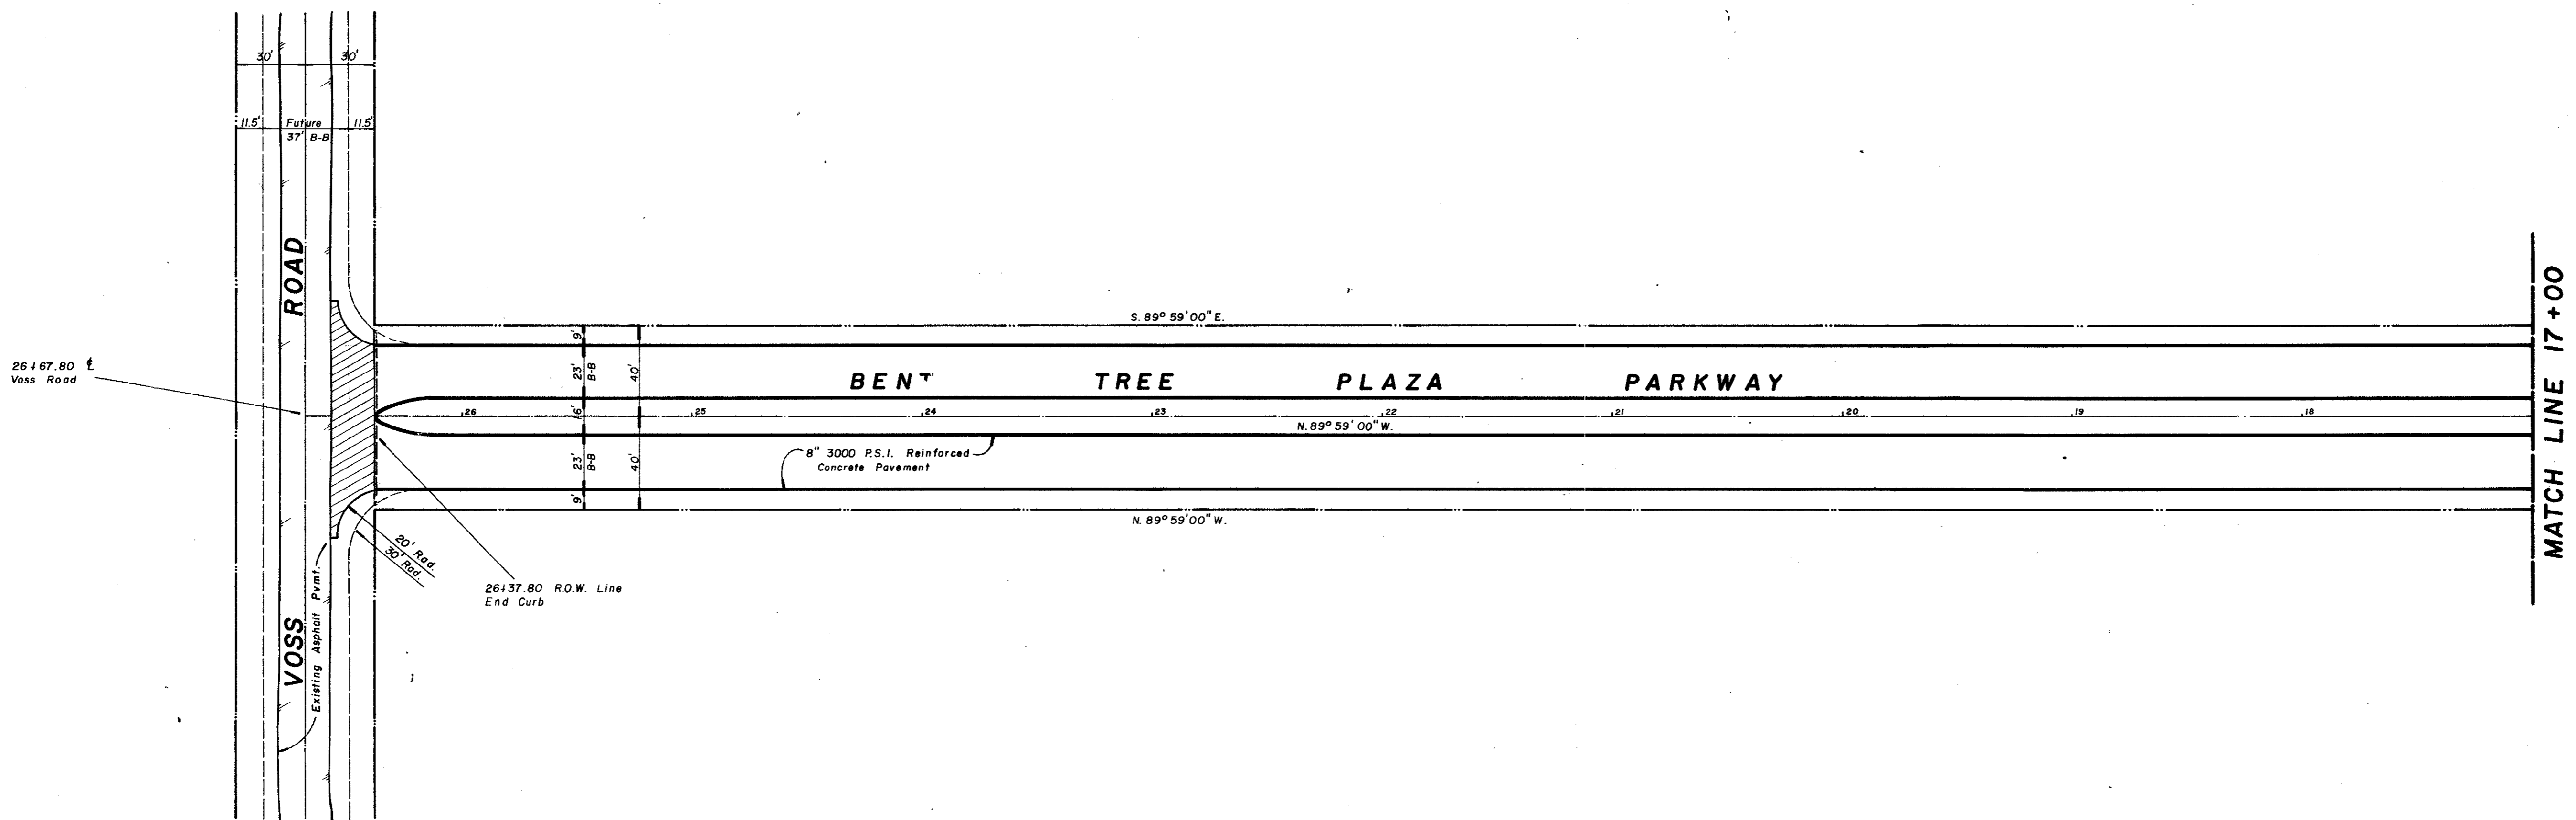 30' 30'
11.5' Future 11.5'
37' B-B
VOSS ROAD
26+67.80 ℄
Voss Road
S. 89° 59' 00" E.
MATCH LINE 17+00
9'
23' B-B
40'
BENT TREE PLAZA PARKWAY
16'
26 25 24 23 22 21 20 19 18
N. 89° 59' 00" W.
23' B-B
40'
8" 3000 P.S.I. Reinforced
Concrete Pavement
9'
N. 89° 59' 00" W.
20' Rad.
30' Rad.
Existing Asphalt Pvmt.
26+37.80 R.O.W. Line
End Curb